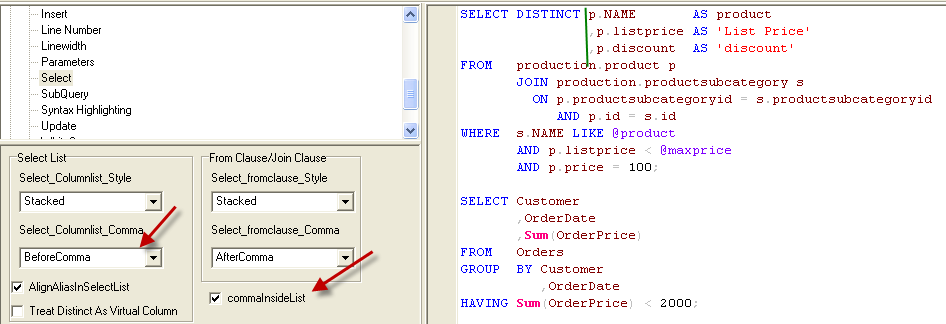 Insert
Line Number
Linewidth
Parameters
Select
SubQuery
Syntax Highlighting
Update
Select List
Select_Columnlist_Style
Stacked
Select_Columnlist_Comma
BeforeComma
AlignAliasInSelectList
Treat Distinct As Virtual Column
From Clause/Join Clause
Select_fromclause_Style
Stacked
Select_fromclause_Comma
AfterComma
commaInsideList
SELECT DISTINCT p.NAME AS product
,p.listprice AS 'List Price'
,p.discount AS 'discount'
FROM production.product p
JOIN production.productsubcategory s
ON p.productsubcategoryid = s.productsubcategoryid
AND p.id = s.id
WHERE s.NAME LIKE @product
AND p.listprice < @maxprice
AND p.price = 100;
SELECT Customer
,OrderDate
,Sum(OrderPrice)
FROM Orders
GROUP BY Customer
,OrderDate
HAVING Sum(OrderPrice) < 2000;